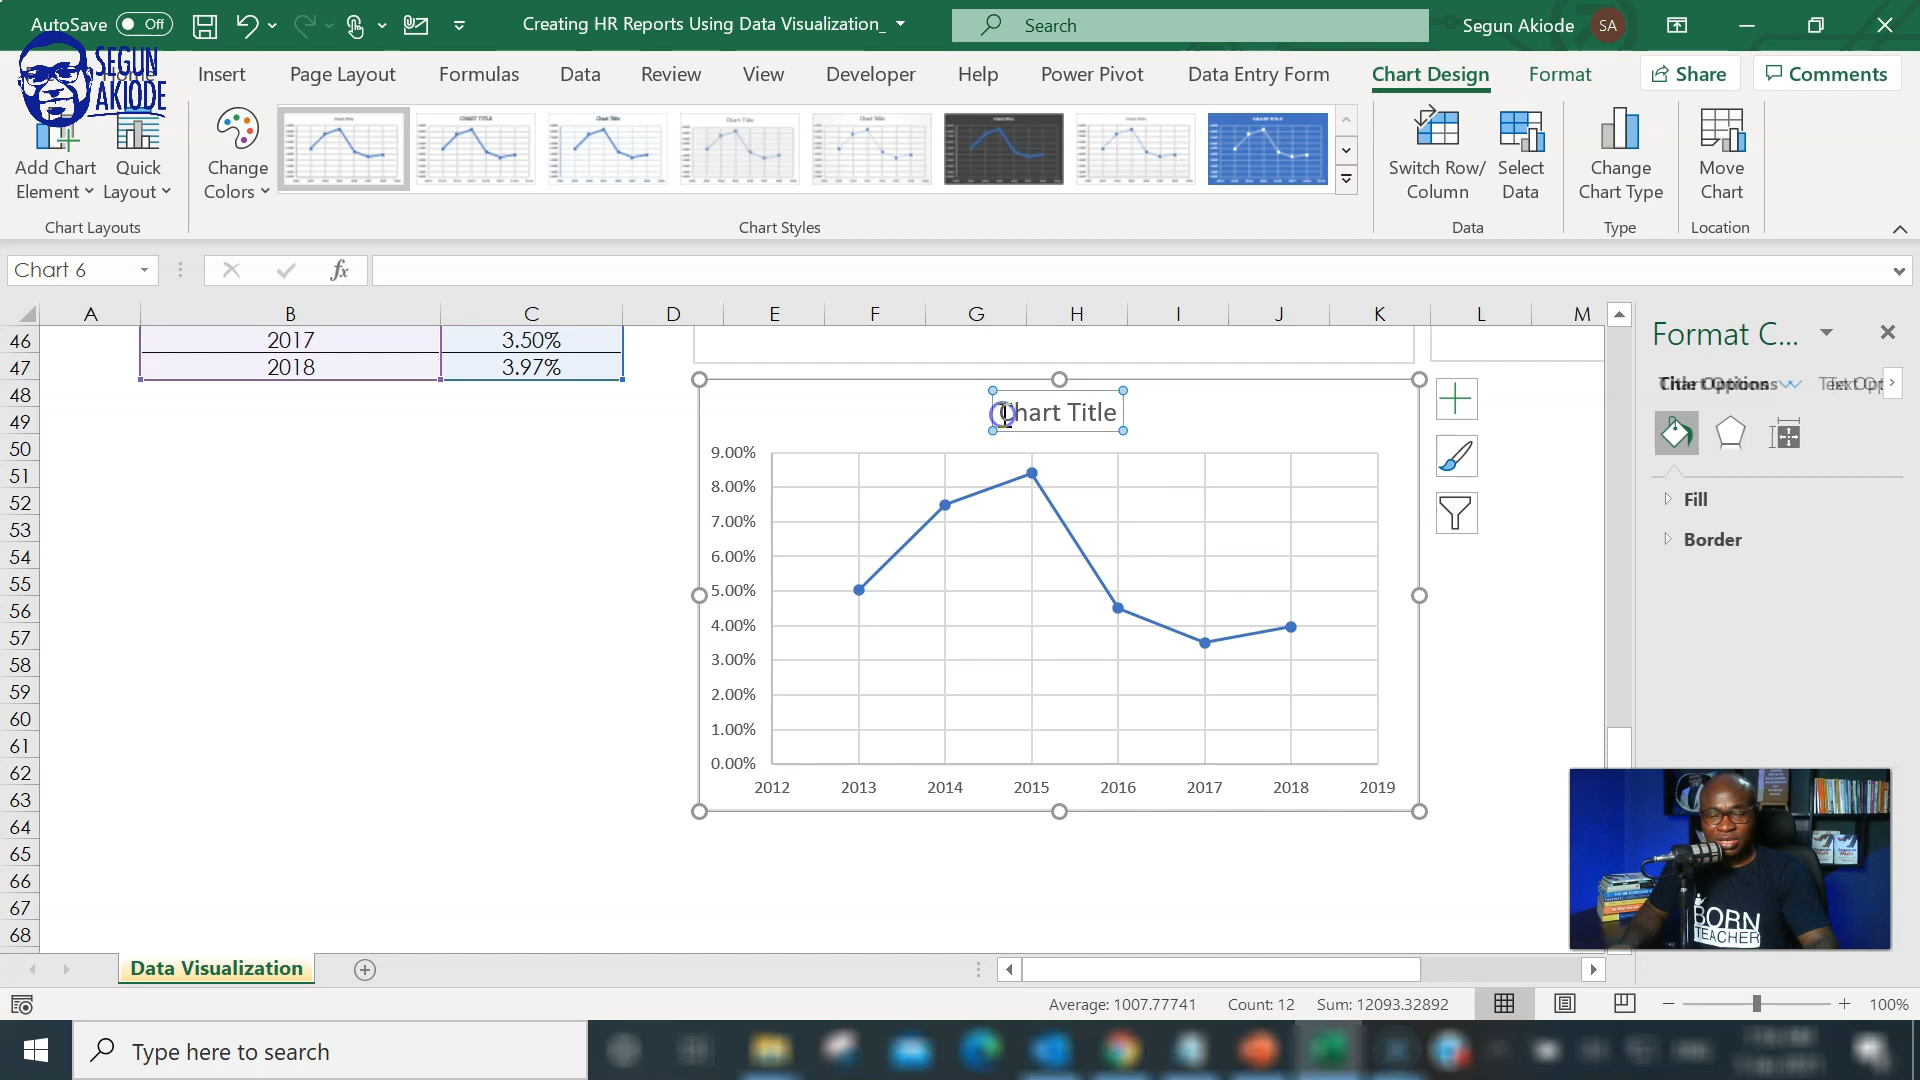 AutoSave Off
Creating HR Reports Using Data Visualization_
Search
Segun Akiode SA
SEGUN
AKIODE
Insert Page Layout Formulas Data Review View Developer Help Power Pivot Data Entry Form Chart Design Format
Share
Comments
Add Chart
Element
Quick
Layout
Change
Colors
Switch Row/
Column
Select
Data
Change
Chart Type
Move
Chart
Chart Layouts
Chart Styles
Data
Type
Location
Chart 6
fx
A B C D E F G H I J K L M
46 2017 3.50%
47 2018 3.97%
48
49
50
51
52
53
54
55
56
57
58
59
60
61
62
63
64
65
66
67
68
Chart Title
9.00%
8.00%
7.00%
6.00%
5.00%
4.00%
3.00%
2.00%
1.00%
0.00%
2012 2013 2014 2015 2016 2017 2018 2019
Format C...
Fill
Border
BORN
TEACHER
Data Visualization
Average: 1007.77741 Count: 12 Sum: 12093.32892
100%
Type here to search